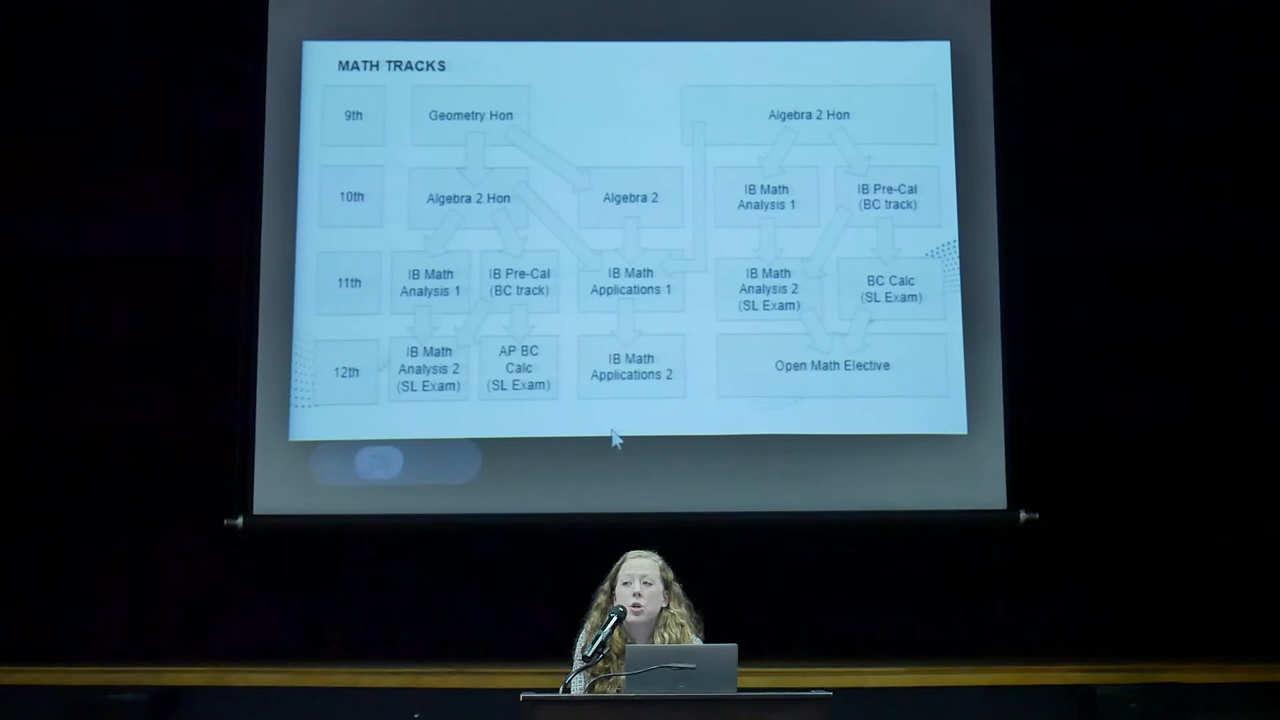 MATH TRACKS
9th
Geometry Hon
Algebra 2 Hon
10th
Algebra 2 Hon
Algebra 2
IB Math
Analysis 1
IB Pre-Cal
(BC track)
11th
IB Math
Analysis 1
IB Pre-Cal
(BC track)
IB Math
Applications 1
IB Math
Analysis 2
(SL Exam)
BC Calc
(SL Exam)
12th
IB Math
Analysis 2
(SL Exam)
AP BC
Calc
(SL Exam)
IB Math
Applications 2
Open Math Elective